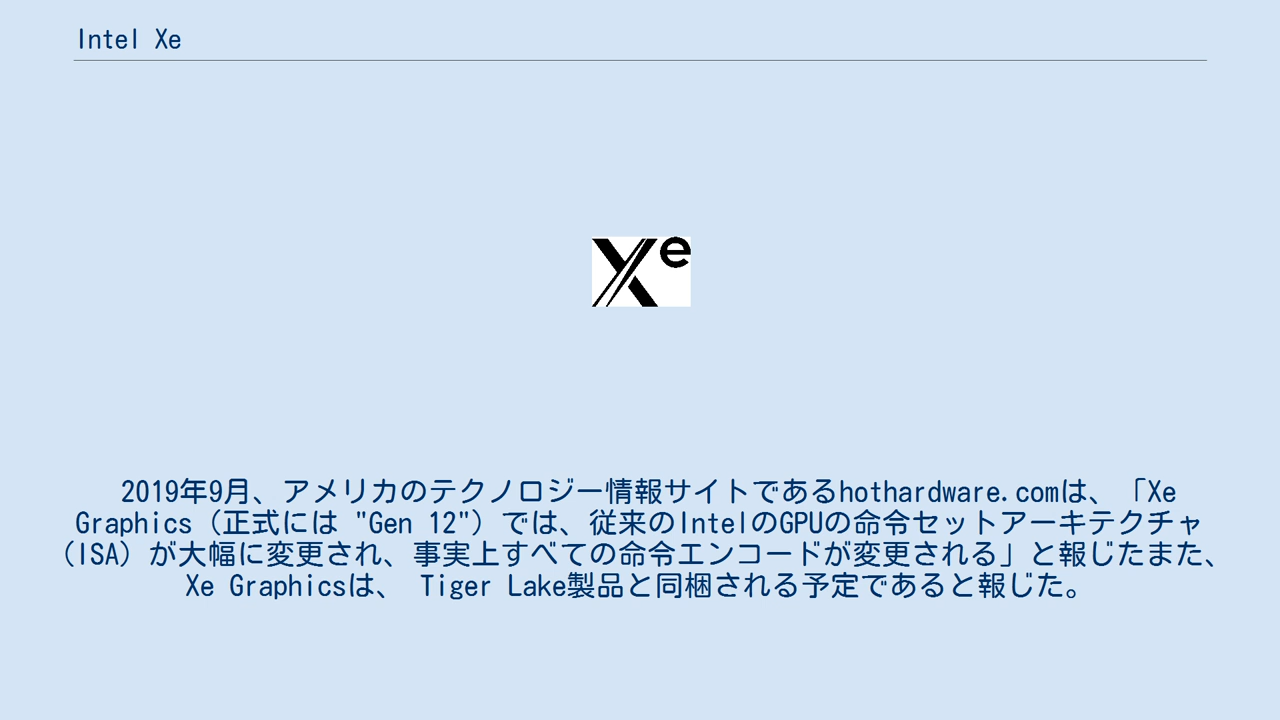 Intel Xe
Xe
2019年9月、アメリカのテクノロジー情報サイトであるhothardware.comは、「Xe
Graphics（正式には "Gen 12"）では、従来のIntelのGPUの命令セットアーキテクチャ
（ISA）が大幅に変更され、事実上すべての命令エンコードが変更される」と報じたまた、
Xe Graphicsは、 Tiger Lake製品と同梱される予定であると報じた。